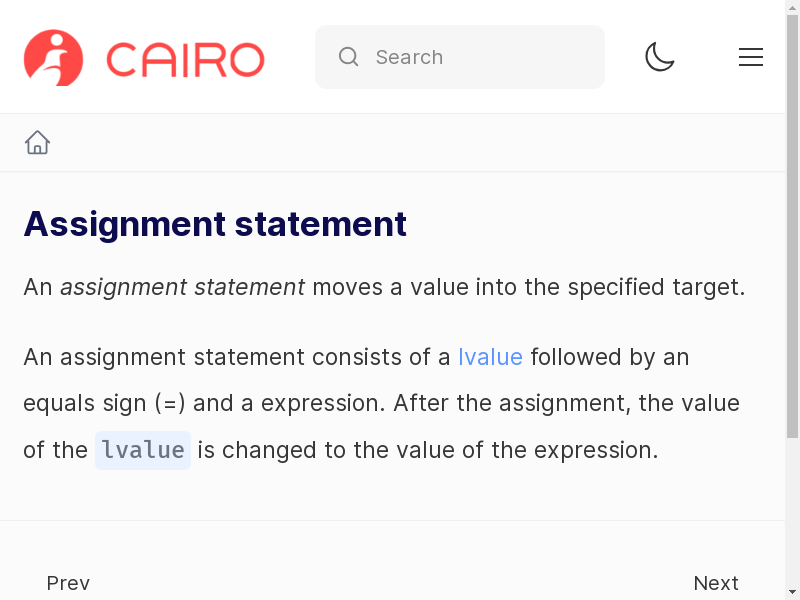 CAIRO
Search
Assignment statement
An assignment statement moves a value into the specified target.
An assignment statement consists of a lvalue followed by an
equals sign (=) and a expression. After the assignment, the value
of the lvalue is changed to the value of the expression.
Prev
Next